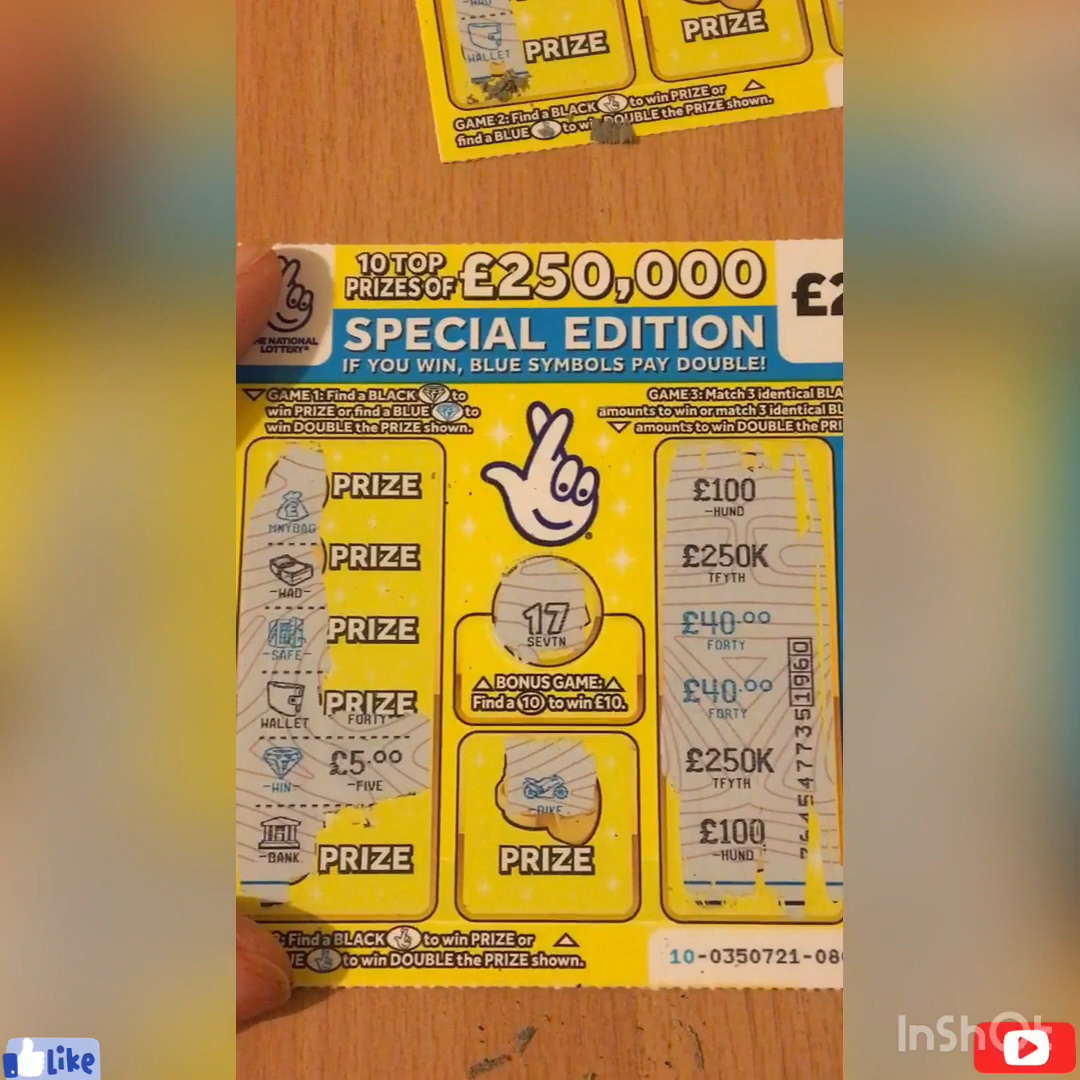 WALLET
PRIZE
PRIZE
GAME 2: Find a BLACK to win PRIZE or
find a BLUE to wi DOUBLE the PRIZE shown.
10 TOP
PRIZES OF £250,000
THE NATIONAL
LOTTERY®
SPECIAL EDITION
IF YOU WIN, BLUE SYMBOLS PAY DOUBLE!
GAME 1: Find a BLACK to
win PRIZE or find a BLUE to
win DOUBLE the PRIZE shown.
GAME 3: Match 3 identical BLA
amounts to win or match 3 identical BL
amounts to win DOUBLE the PRI
MNYBAG
PRIZE
-WAD-
PRIZE
-SAFE-
PRIZE
WALLET
PRIZE
FORTY
-WIN-
£5.00
-FIVE
-BANK
PRIZE
17
SEVTN
BONUS GAME:
Find a 10 to win £10.
-BIKE-
PRIZE
£100
-HUND
£250K
TFYTH
£40.00
FORTY
£40.00
FORTY
£250K
TFYTH
£100
-HUND
: Find a BLACK to win PRIZE or
UE to win DOUBLE the PRIZE shown.
10-0350721-08
Like
InShOt